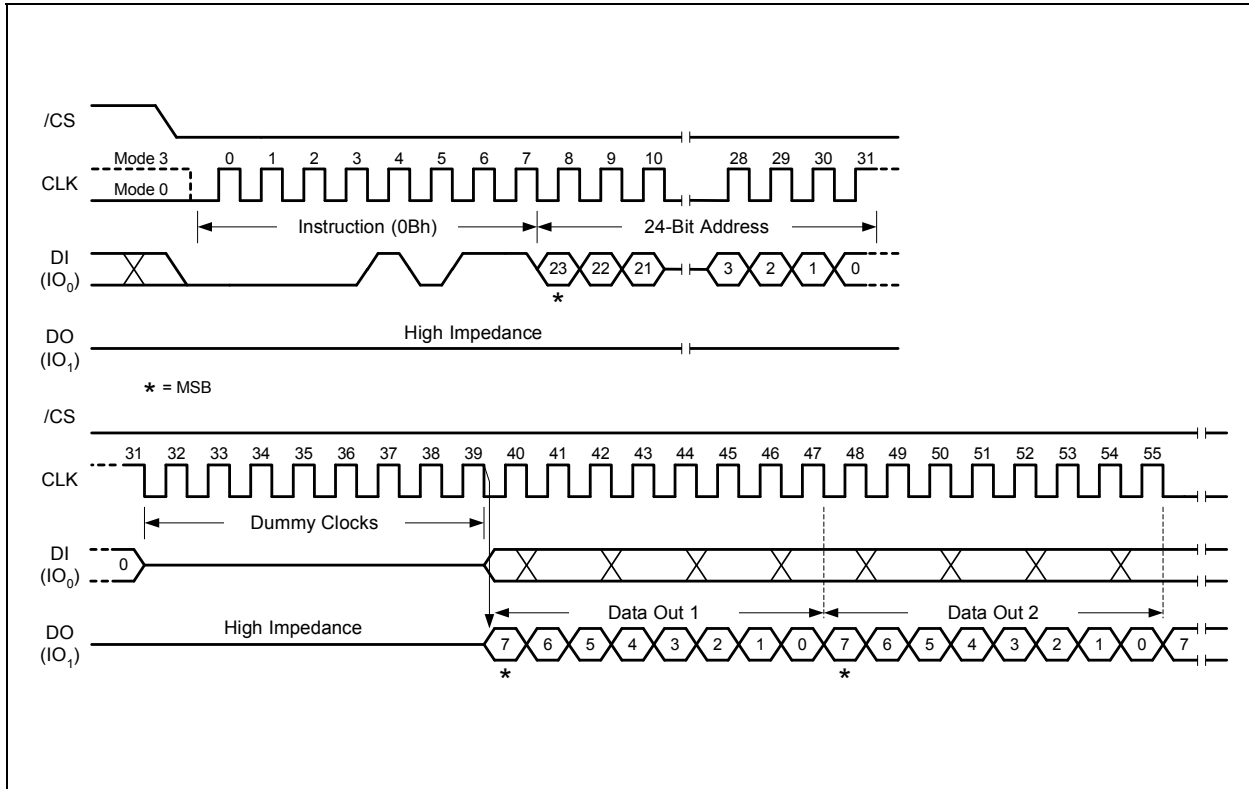 /CS
Mode 3 0 1 2 3 4 5 6 7 8 9 10 28 29 30 31
CLK
Mode 0
Instruction (0Bh) 24-Bit Address
DI
(IO0) 23 22 21 3 2 1 0
*
DO High Impedance
(IO1)
* = MSB
/CS
31 32 33 34 35 36 37 38 39 40 41 42 43 44 45 46 47 48 49 50 51 52 53 54 55
CLK
Dummy Clocks
DI
(IO0) 0
Data Out 1 Data Out 2
DO High Impedance
(IO1) 7 6 5 4 3 2 1 0 7 6 5 4 3 2 1 0 7
* *